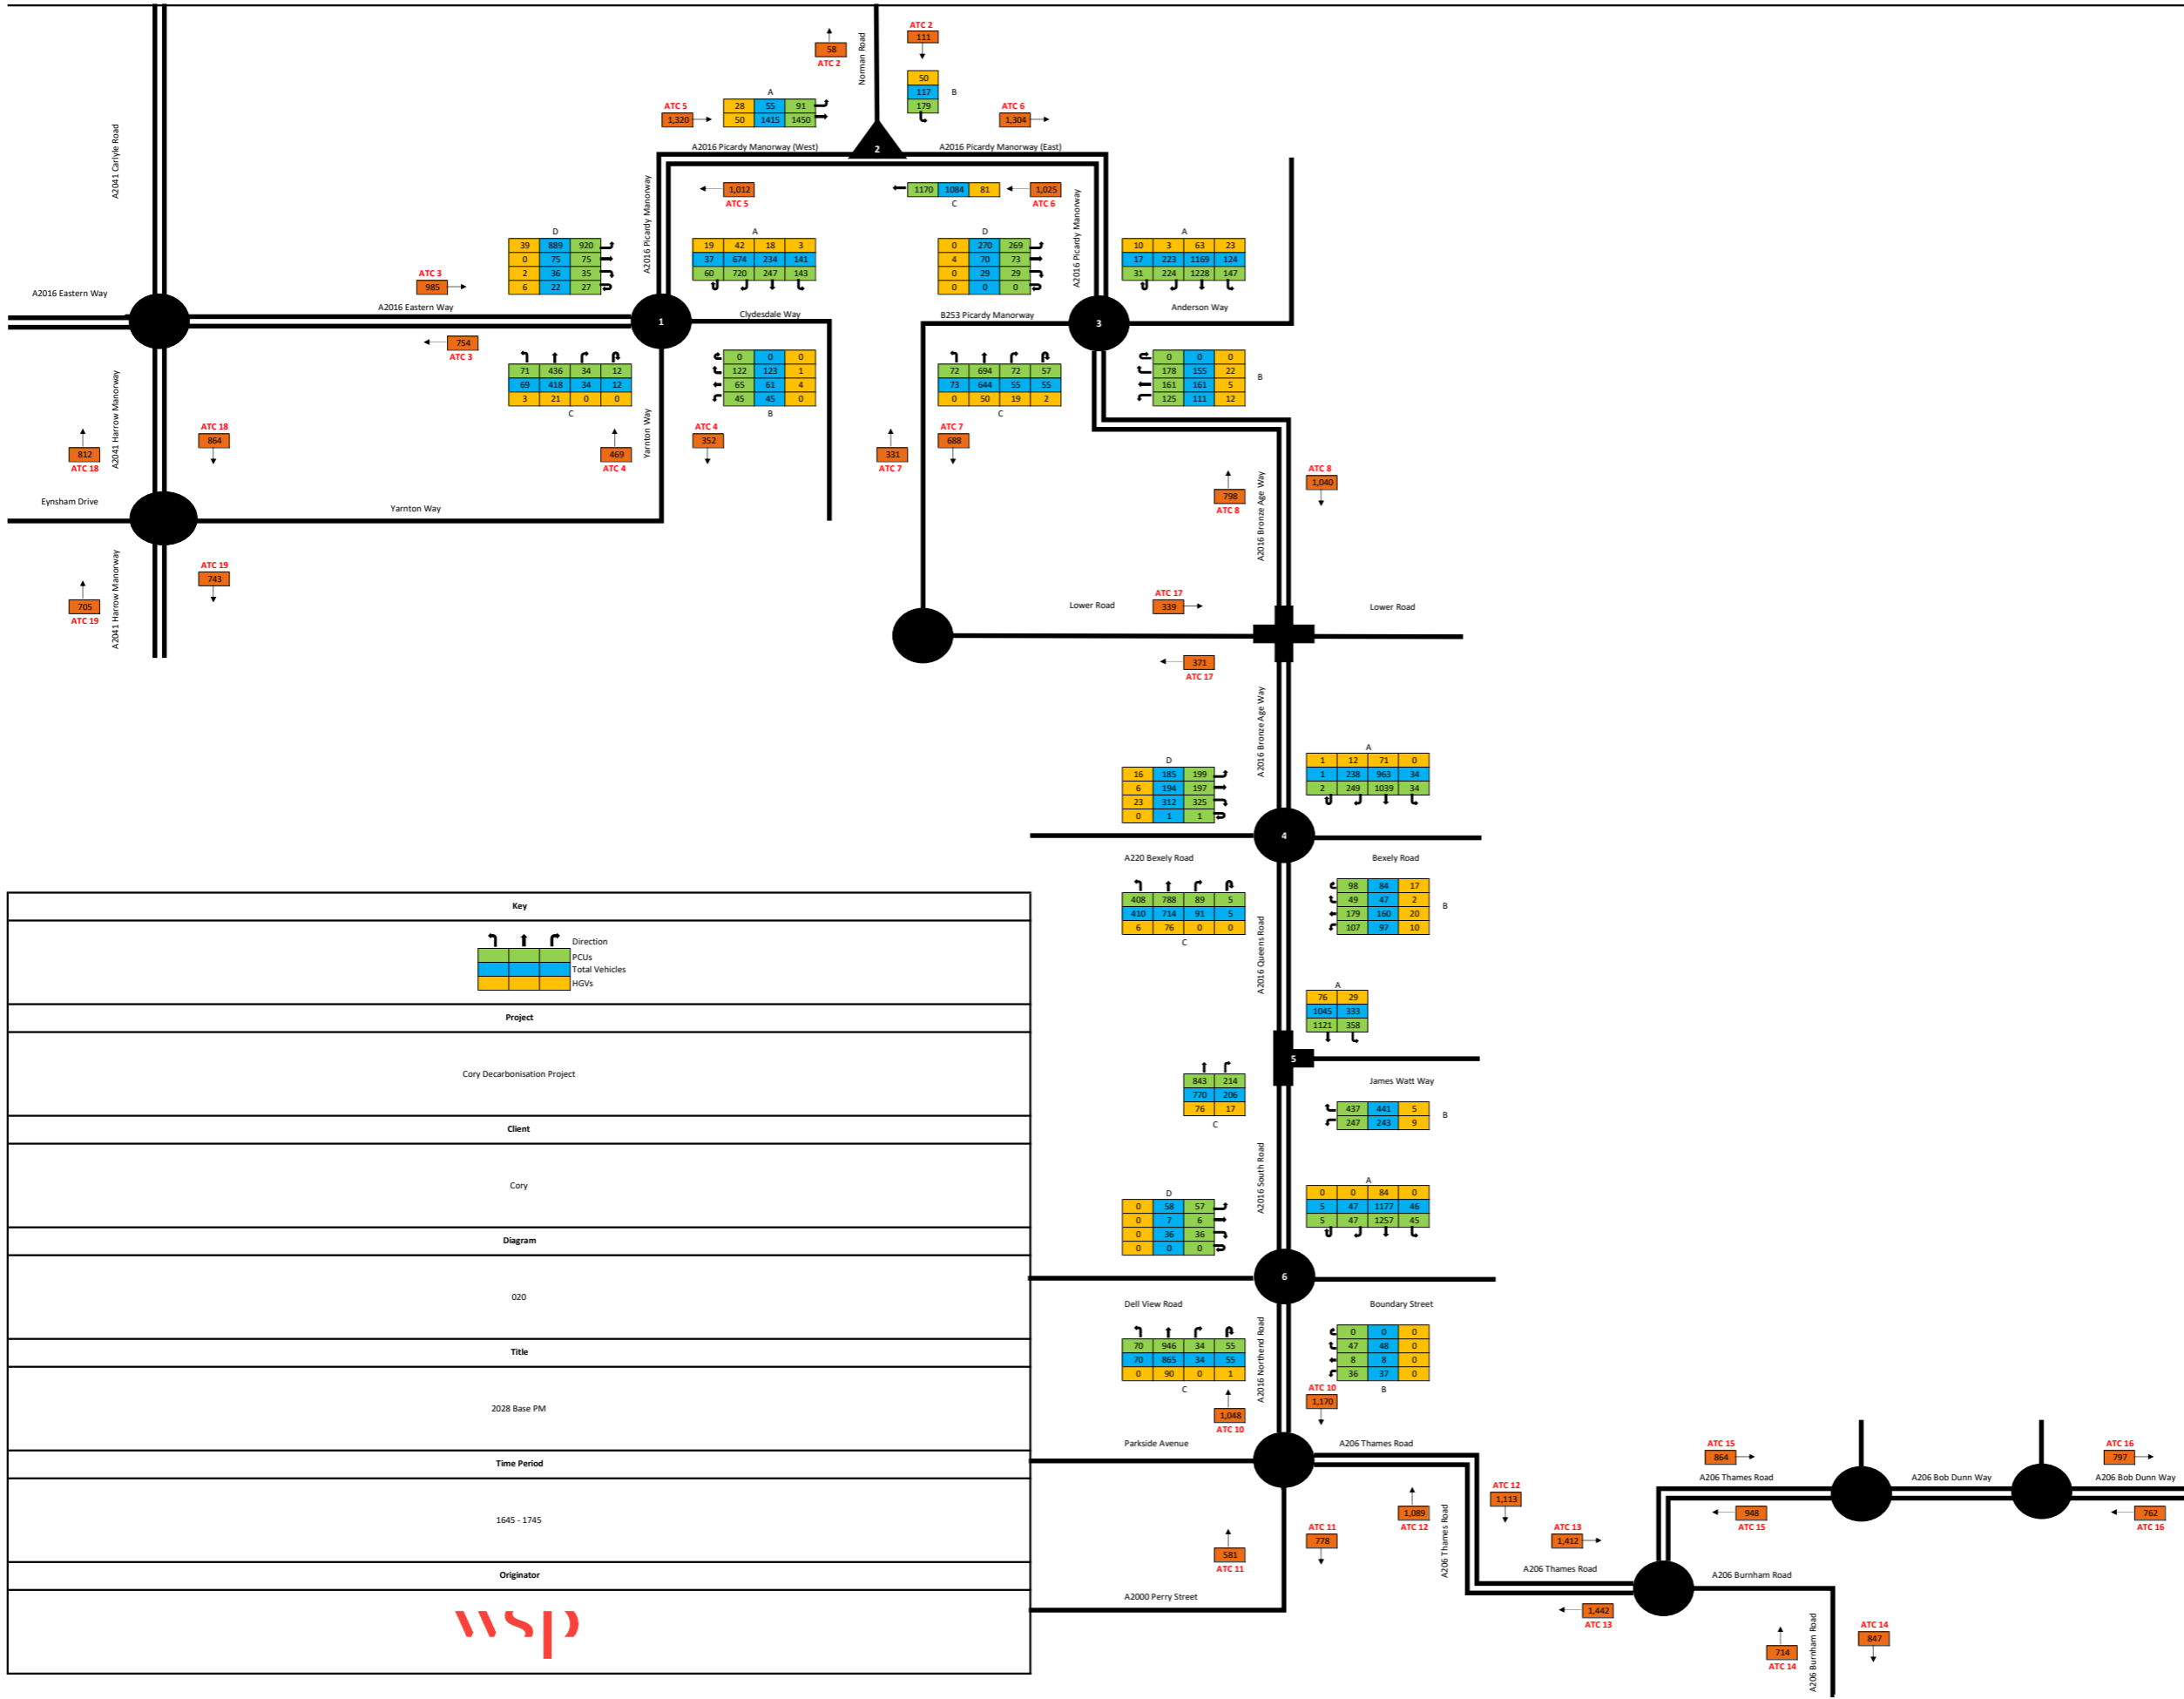 ATC 2
58
ATC 2
Norman Road
111
50
117
179
B
A
28 55 91
50 1415 1450
ATC 5
1,320
ATC 6
1,304
A2016 Picardy Manorway (West)
2
A2016 Picardy Manorway (East)
A2041 Carlyle Road
A2016 Picardy Manorway
1,012
ATC 5
1170 1084 81
C
1,025
ATC 6
A2016 Picardy Manorway
D
39 889 920
0 75 75
2 36 35
6 22 27
A
19 42 18 3
37 674 234 141
60 720 247 143
D
0 270 269
4 70 73
0 29 29
0 0 0
A
10 3 63 23
17 223 1169 124
31 224 1228 147
ATC 3
985
A2016 Eastern Way
A2016 Eastern Way
1
Clydesdale Way
B253 Picardy Manorway
3
Anderson Way
754
ATC 3
71 436 34 12
69 418 34 12
3 21 0 0
C
0 0 0
122 123 1
65 61 4
45 45 0
B
72 694 72 57
73 644 55 55
0 50 19 2
C
0 0 0
178 155 22
161 161 5
125 111 12
B
A2041 Harrow Manorway
812
ATC 18
ATC 18
864
469
ATC 4
Yarnton Way
ATC 4
352
331
ATC 7
ATC 7
688
798
ATC 8
A2016 Bronze Age Way
ATC 8
1,040
Eynsham Drive
Yarnton Way
705
ATC 19
A2041 Harrow Manorway
ATC 19
743
Lower Road
ATC 17
339
Lower Road
371
ATC 17
A2016 Bronze Age Way
D
16 185 199
6 194 197
23 312 325
0 1 1
A
1 12 71 0
1 238 963 34
2 249 1039 34
4
A220 Bexely Road
Bexely Road
408 788 89 5
410 714 91 5
6 76 0 0
C
A2016 Queens Road
98 84 17
49 47 2
179 160 20
107 97 10
B
A
76 29
1045 333
1121 358
5
James Watt Way
843 214
770 206
76 17
C
437 441 5
247 243 9
B
A2016 South Road
D
0 58 57
0 7 6
0 36 36
0 0 0
A
0 0 84 0
5 47 1177 46
5 47 1257 45
6
Dell View Road
Boundary Street
70 946 34 55
70 865 34 55
0 90 0 1
C
A2016 Northend Road
0 0 0
47 48 0
8 8 0
36 37 0
B
1,048
ATC 10
ATC 10
1,170
Parkside Avenue
A206 Thames Road
581
ATC 11
ATC 11
778
A2000 Perry Street
1,089
ATC 12
A206 Thames Road
ATC 12
1,113
ATC 13
1,412
A206 Thames Road
1,442
ATC 13
ATC 15
864
A206 Thames Road
948
ATC 15
A206 Bob Dunn Way
ATC 16
797
A206 Bob Dunn Way
762
ATC 16
A206 Burnham Road
714
ATC 14
A206 Burnham Road
ATC 14
847
Key
Direction
PCUs
Total Vehicles
HGVs
Project
Cory Decarbonisation Project
Client
Cory
Diagram
020
Title
2028 Base PM
Time Period
1645 - 1745
Originator
wsp